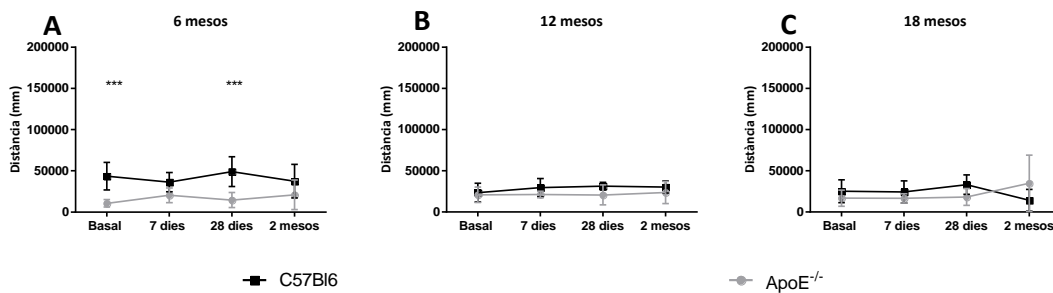 A
6 mesos
Distància (mm)
200000
150000
100000
50000
0
***
***
Basal
7 dies
28 dies
2 mesos
B
12 mesos
Distància (mm)
200000
150000
100000
50000
0
Basal
7 dies
28 dies
2 mesos
C
18 mesos
Distància (mm)
200000
150000
100000
50000
0
Basal
7 dies
28 dies
2 mesos
C57Bl6
ApoE-/-